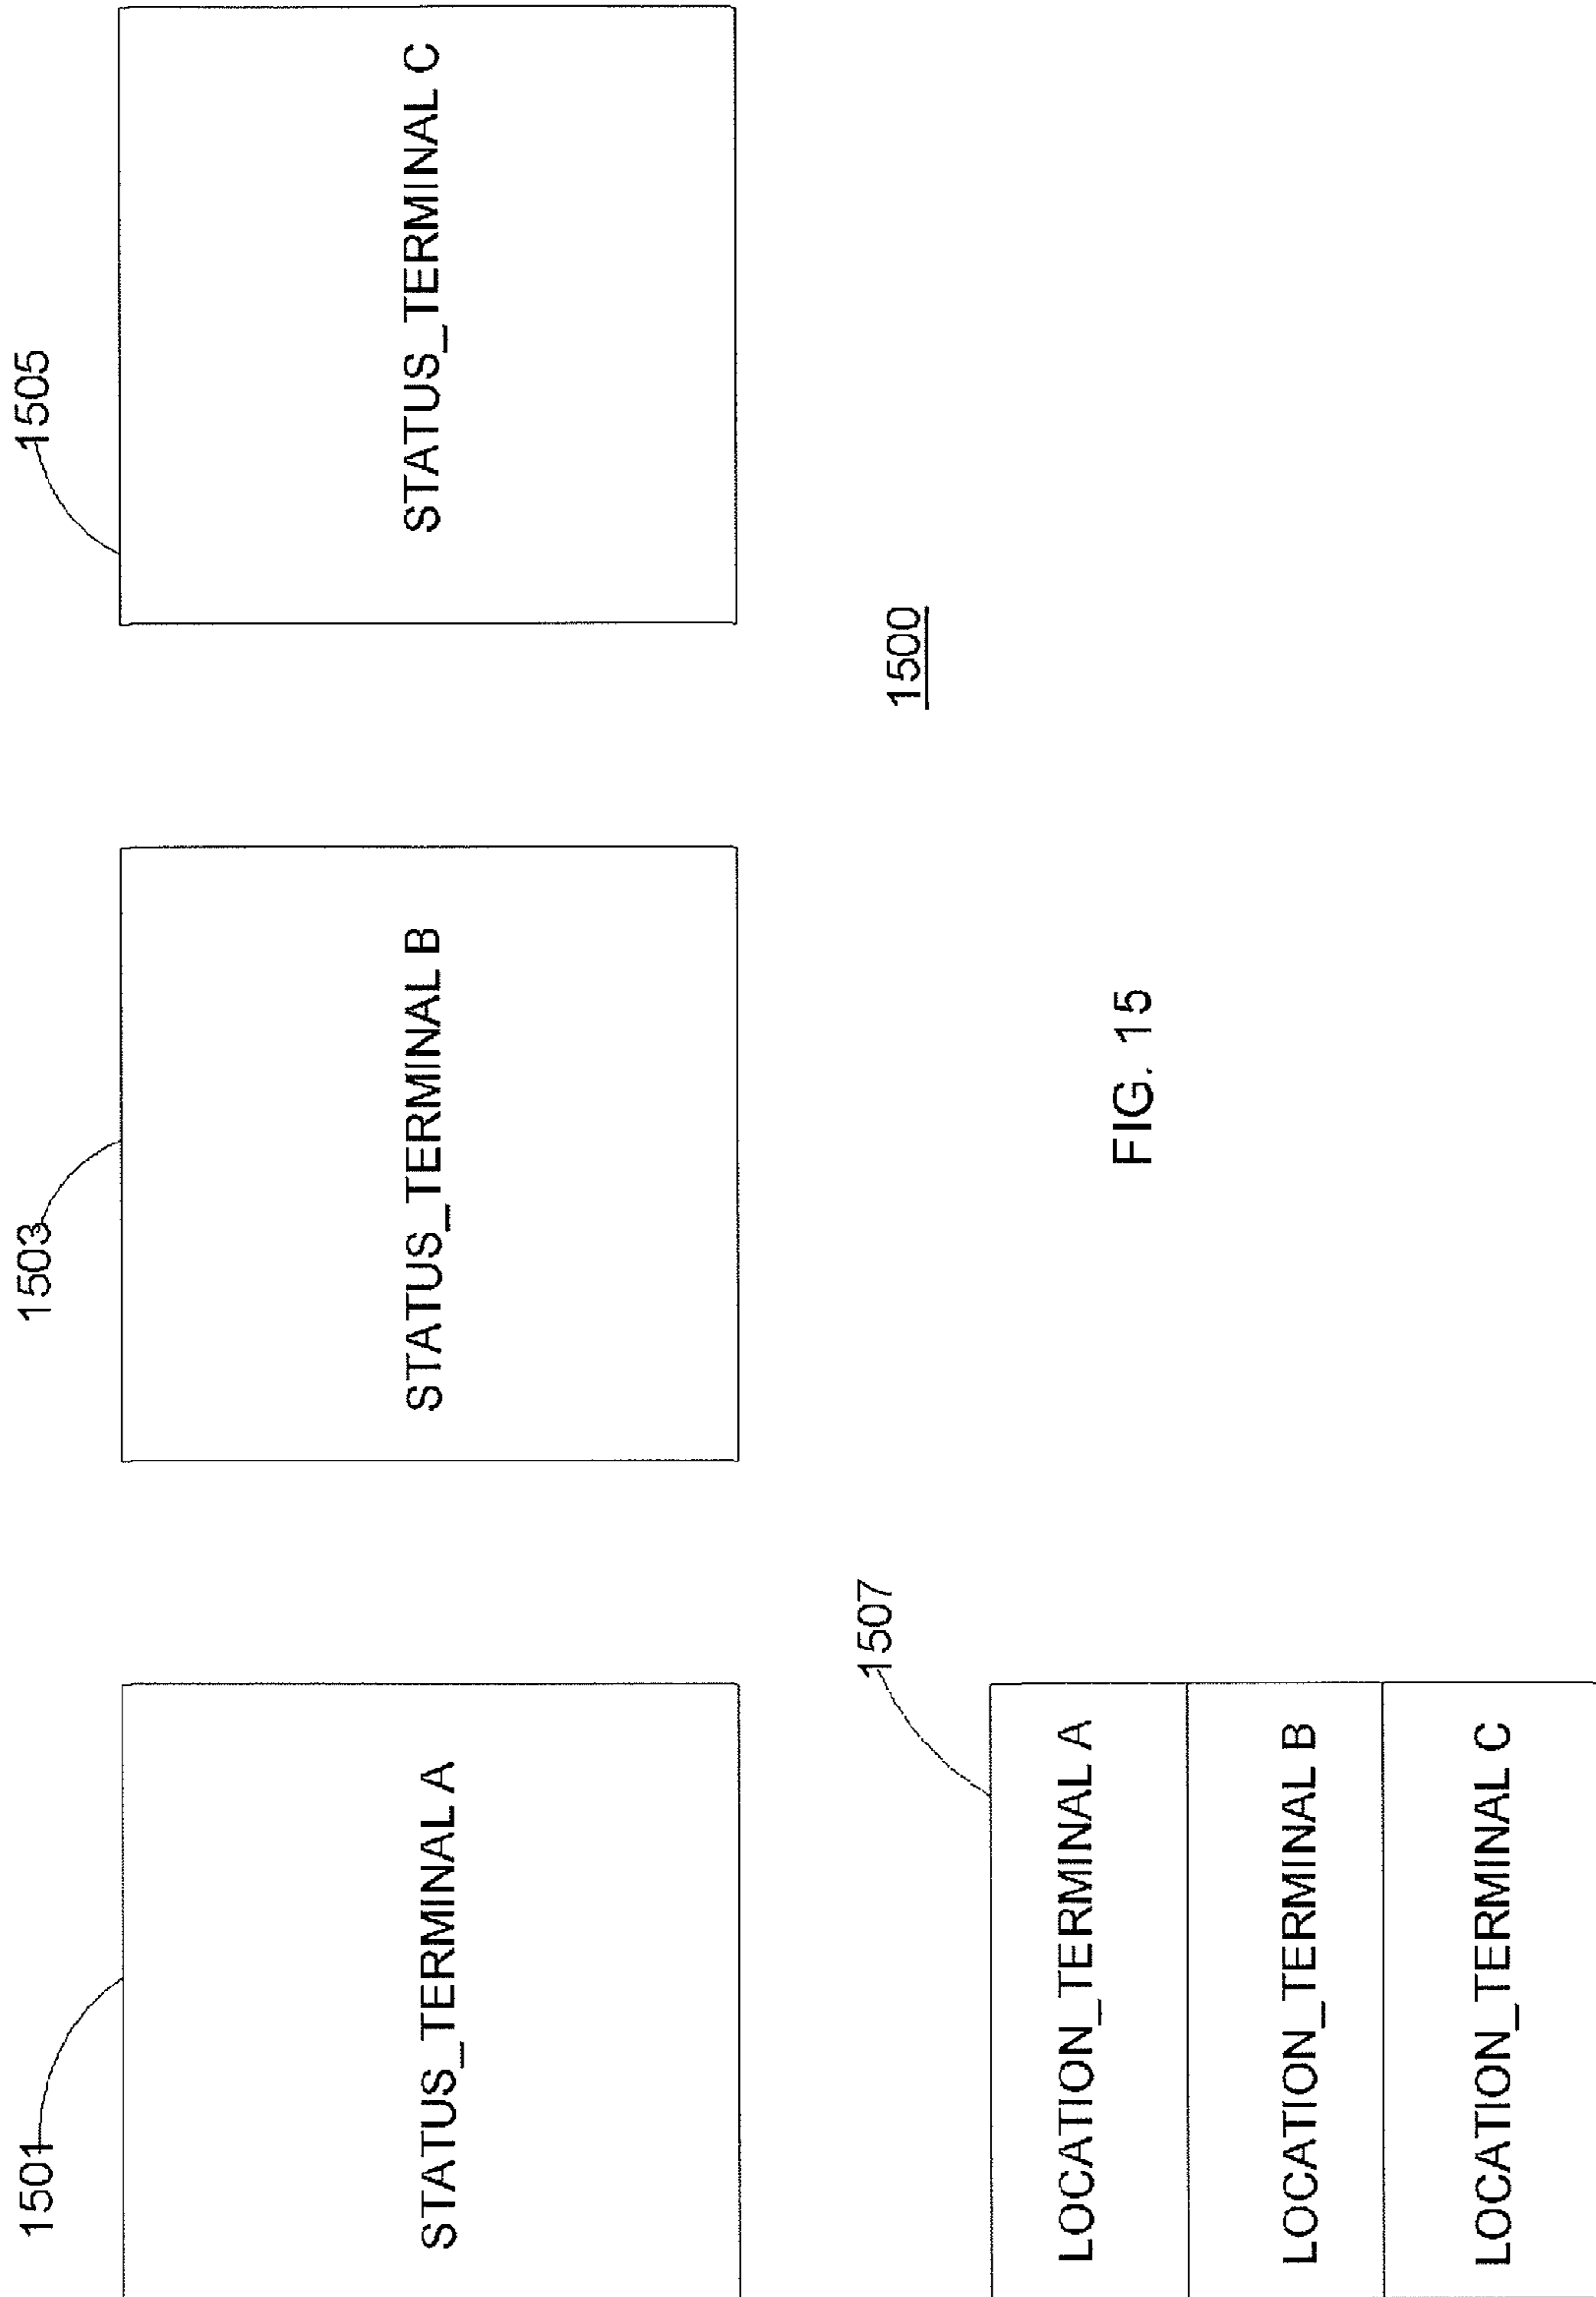 1501
1503
1505
STATUS_TERMINAL A
STATUS_TERMINAL B
STATUS_TERMINAL C
1507
1500
LOCATION_TERMINAL A
LOCATION_TERMINAL B
LOCATION_TERMINAL C
FIG. 15